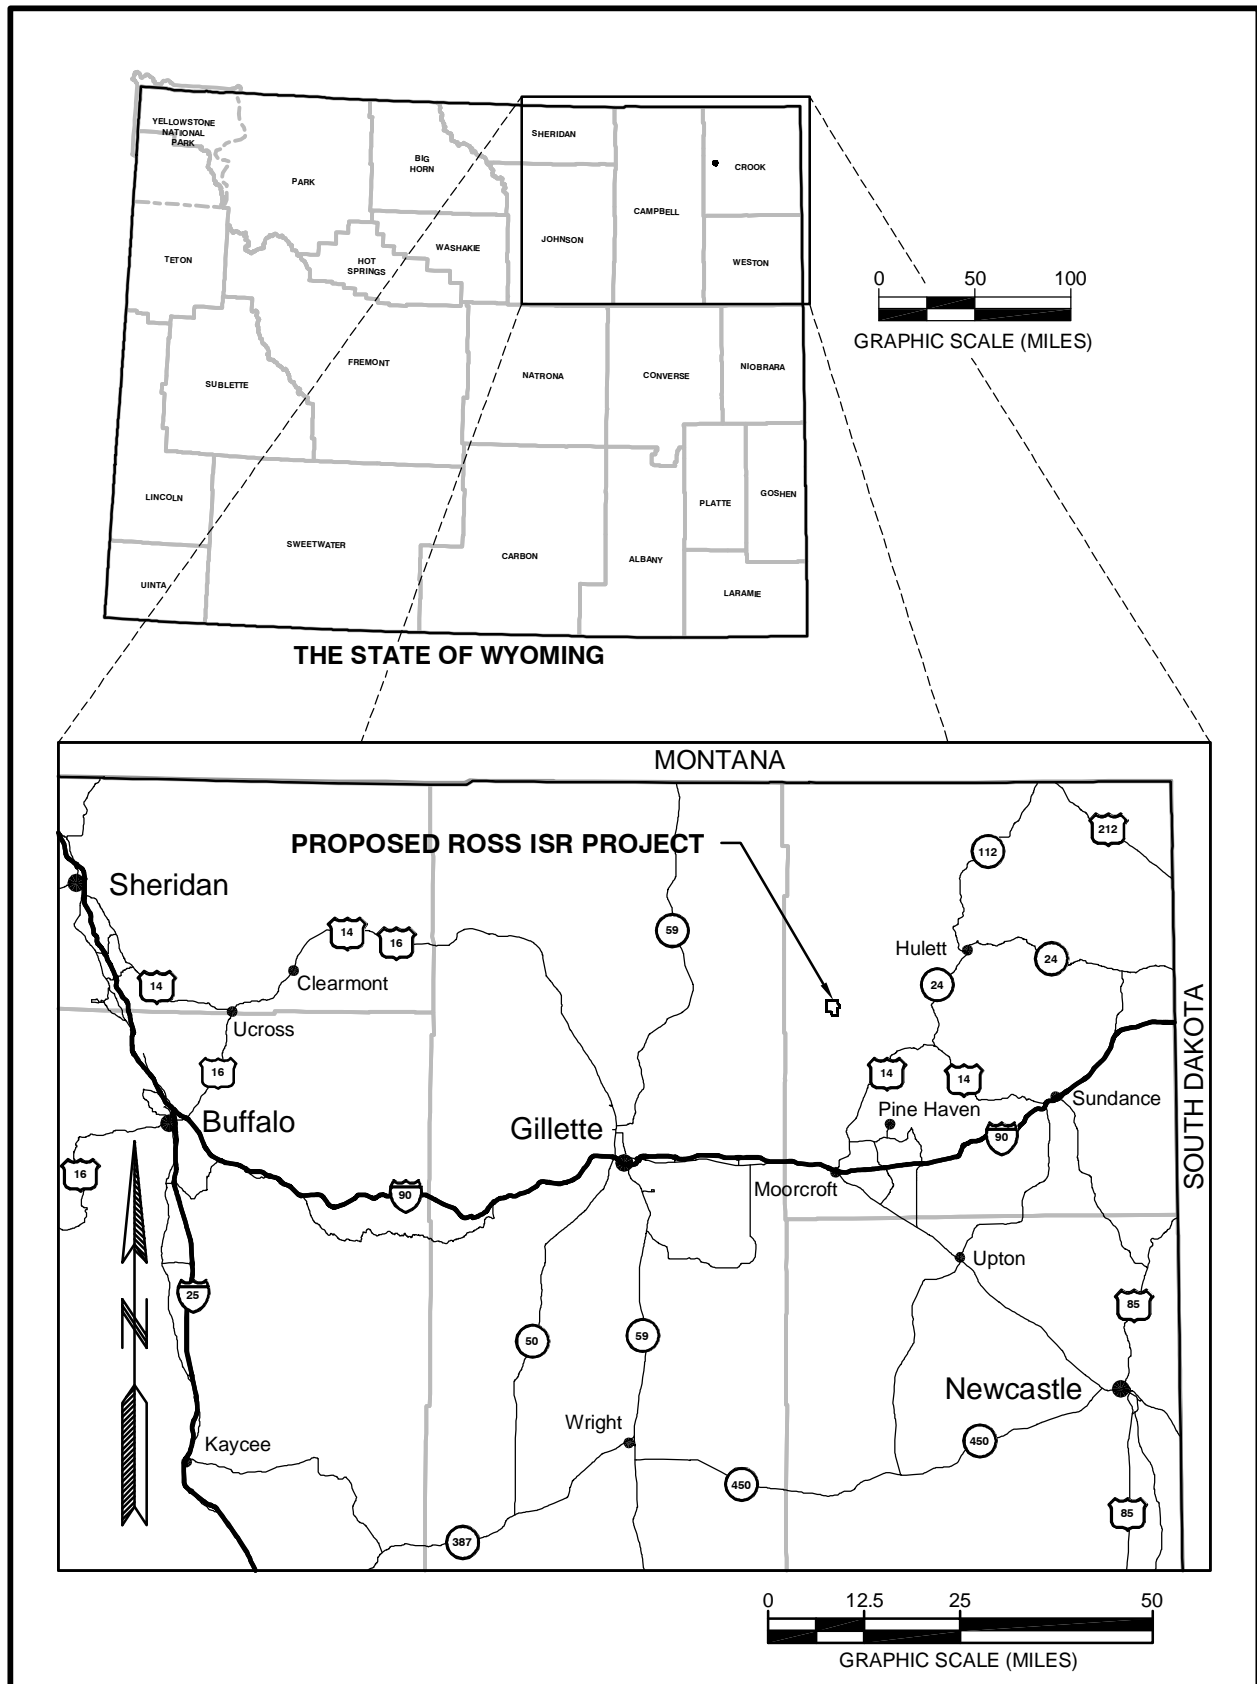 YELLOWSTONE
NATIONAL
PARK
PARK
BIG
HORN
SHERIDAN
CROOK
CAMPBELL
JOHNSON
WASHAKIE
HOT
SPRINGS
TETON
WESTON
0 50 100
GRAPHIC SCALE (MILES)
FREMONT
SUBLETTE
NATRONA
CONVERSE
NIOBRARA
LINCOLN
PLATTE
GOSHEN
SWEETWATER
CARBON
ALBANY
UINTA
LARAMIE
THE STATE OF WYOMING
MONTANA
PROPOSED ROSS ISR PROJECT
212
112
Sheridan
14
16
59
Hulett
24
24
Clearmont
14
Ucross
SOUTH DAKOTA
16
14
14
Sundance
Pine Haven
Buffalo
Gillette
90
16
90
Moorcroft
N
Upton
25
85
50
59
Newcastle
Wright
450
Kaycee
450
85
387
0 12.5 25 50
GRAPHIC SCALE (MILES)